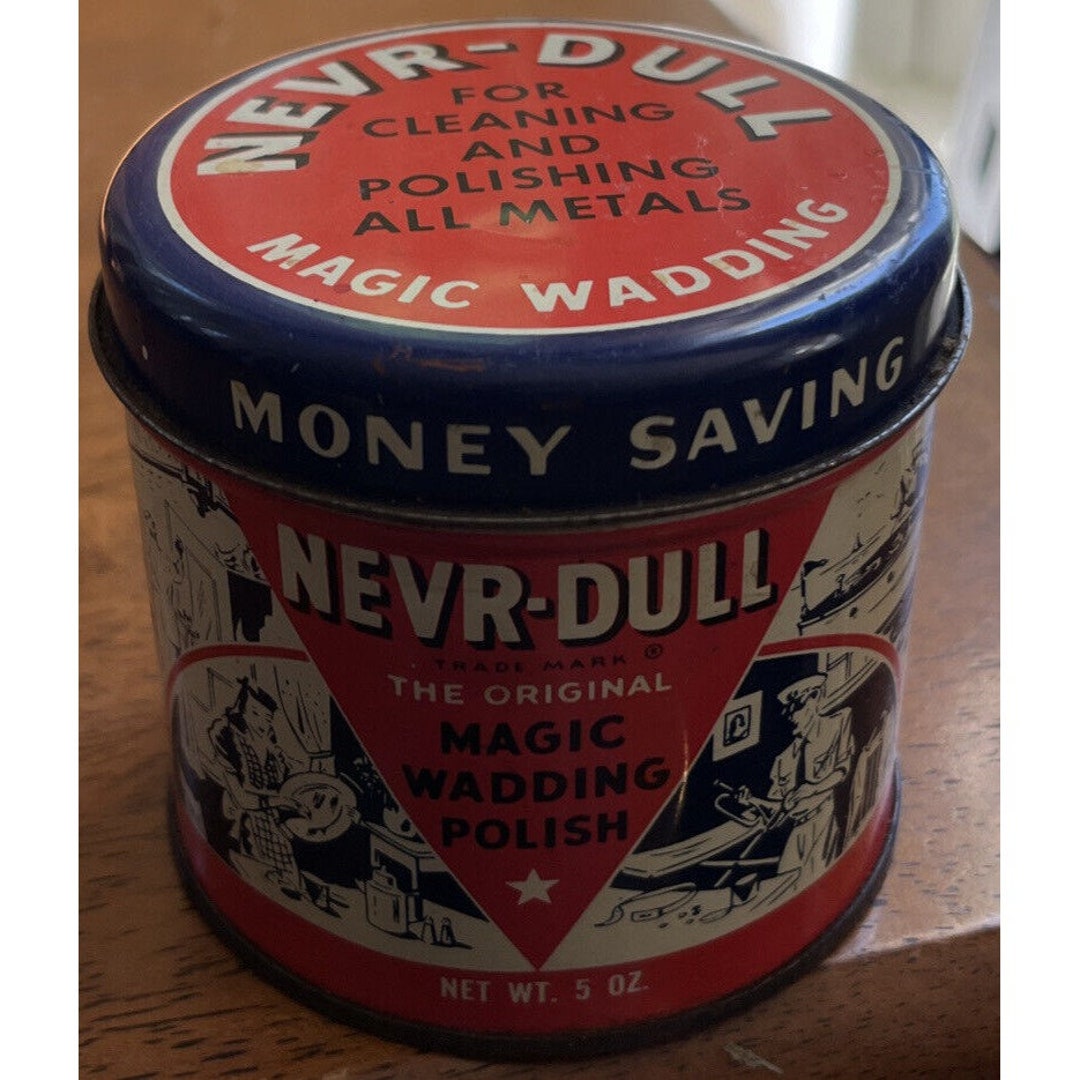 NEVR-DULL
FOR
CLEANING
AND
POLISHING
ALL METALS
MAGIC WADDING
MONEY SAVING
NEVR-DULL
TRADE MARK ®
THE ORIGINAL
MAGIC
WADDING
POLISH
NET WT. 5 OZ.